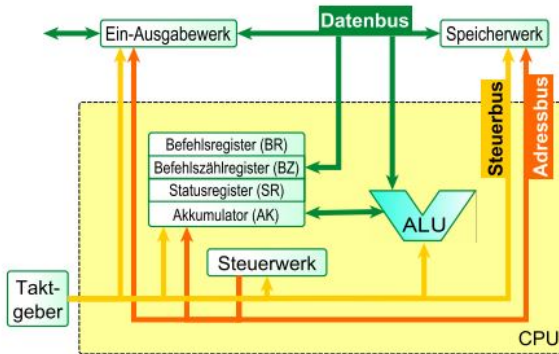 Datenbus
Ein-Ausgabewerk
Speicherwerk
Steuerbus
Adressbus
Befehlsregister (BR)
Befehlszählregister (BZ)
Statusregister (SR)
Akkumulator (AK)
ALU
Steuerwerk
Takt-
geber
CPU